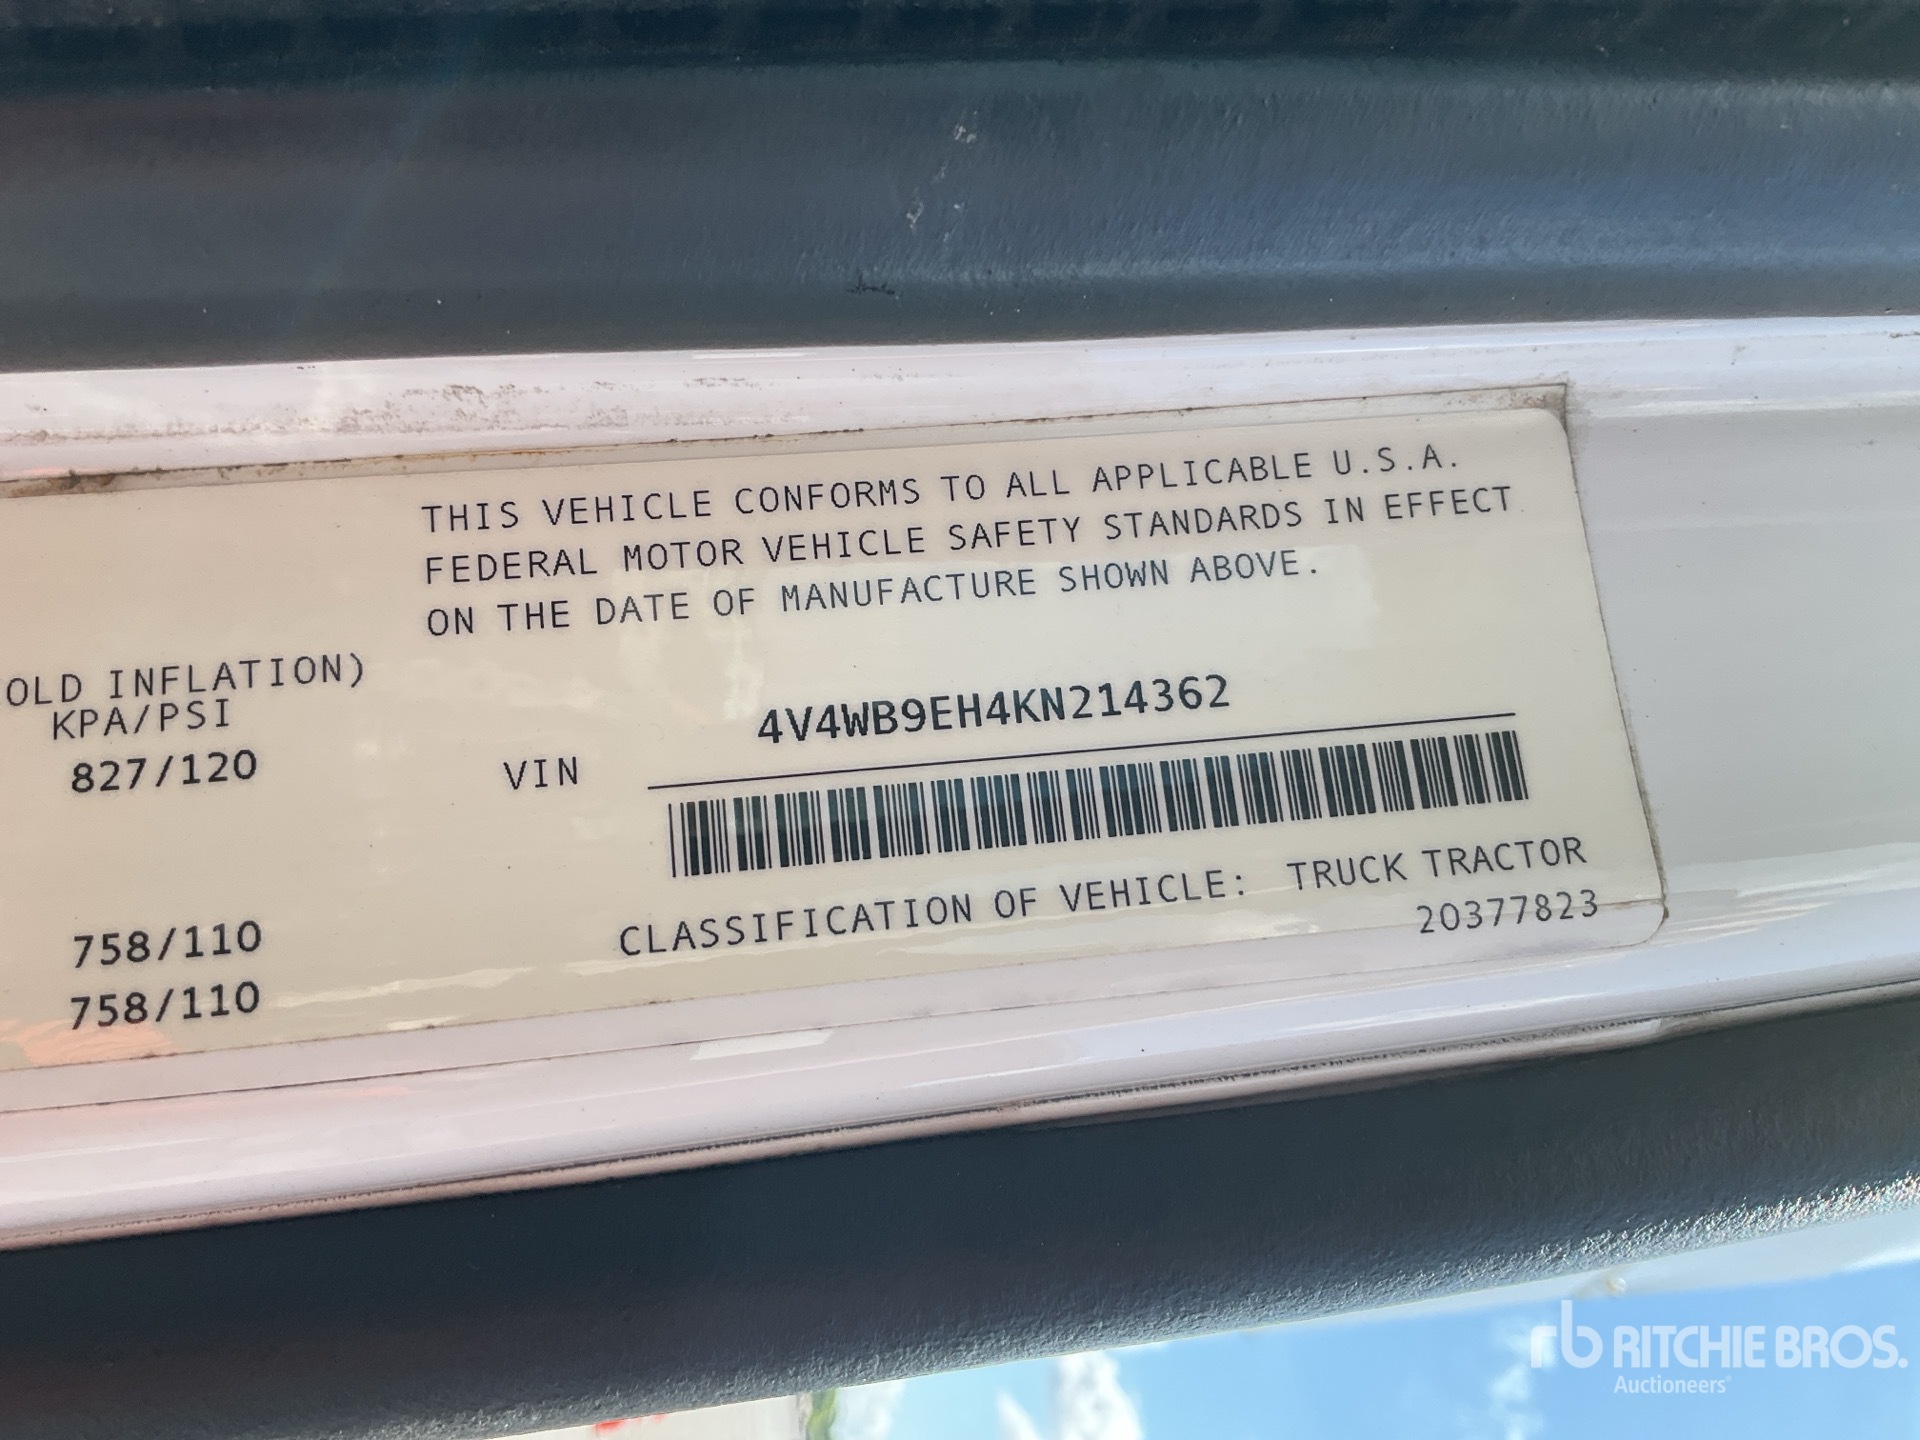 THIS VEHICLE CONFORMS TO ALL APPLICABLE U.S.A.
FEDERAL MOTOR VEHICLE SAFETY STANDARDS IN EFFECT
ON THE DATE OF MANUFACTURE SHOWN ABOVE.
OLD INFLATION)
KPA/PSI
827/120
758/110
758/110
4V4WB9EH4KN214362
VIN
CLASSIFICATION OF VEHICLE: TRUCK TRACTOR
20377823
rb RITCHIE BROS.
Auctioneers